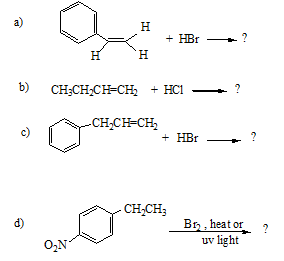 a)
H
+ HBr ?
H H
b) CH₃CH₂CH=CH₂ + HCl ?
c) CH₂CH=CH₂
+ HBr ?
d) CH₂CH₃
Br₂ , heat or ?
uv light
O₂N